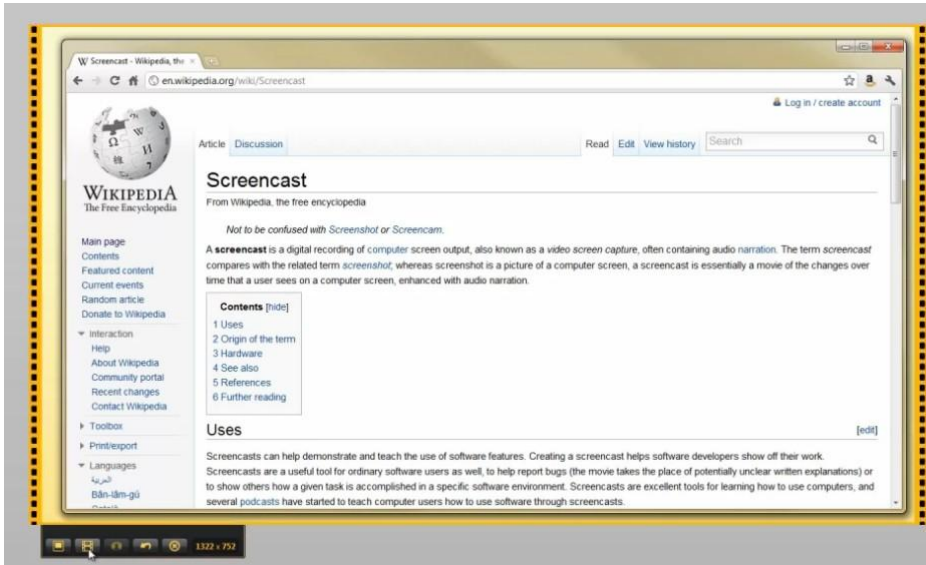 Screencast - Wikipedia, the
en.wikipedia.org/wiki/Screencast
Log in / create account
Article Discussion Read Edit View history Search
WIKIPEDIA
The Free Encyclopedia
Main page
Contents
Featured content
Current events
Random article
Donate to Wikipedia
Interaction
Help
About Wikipedia
Community portal
Recent changes
Contact Wikipedia
Toolbox
Print/export
Languages
العربية
Bân-lâm-gú
Screencast
From Wikipedia, the free encyclopedia
Not to be confused with Screenshot or Screencam.
A screencast is a digital recording of computer screen output, also known as a video screen capture, often containing audio narration. The term screencast
compares with the related term screenshot; whereas screenshot is a picture of a computer screen, a screencast is essentially a movie of the changes over
time that a user sees on a computer screen, enhanced with audio narration.
Contents [hide]
1 Uses
2 Origin of the term
3 Hardware
4 See also
5 References
6 Further reading
Uses [edit]
Screencasts can help demonstrate and teach the use of software features. Creating a screencast helps software developers show off their work.
Screencasts are a useful tool for ordinary software users as well, to help report bugs (the movie takes the place of potentially unclear written explanations) or
to show others how a given task is accomplished in a specific software environment. Screencasts are excellent tools for learning how to use computers, and
several podcasts have started to teach computer users how to use software through screencasts.
1322 x 752